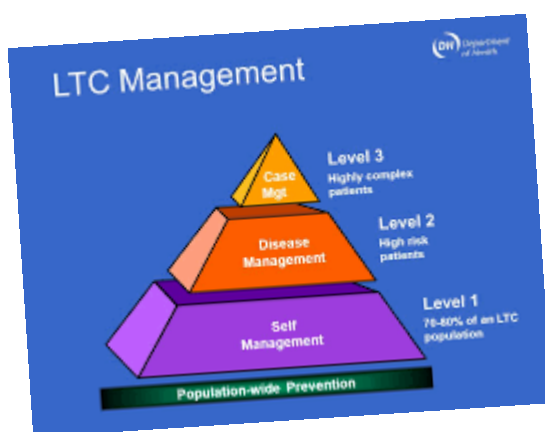 LTC Management
DH Department
of Health
Case
Mgt
Level 3
Highly complex
patients
Disease
Management
Level 2
High risk
patients
Self
Management
Level 1
70-80% of an LTC
population
Population-wide Prevention